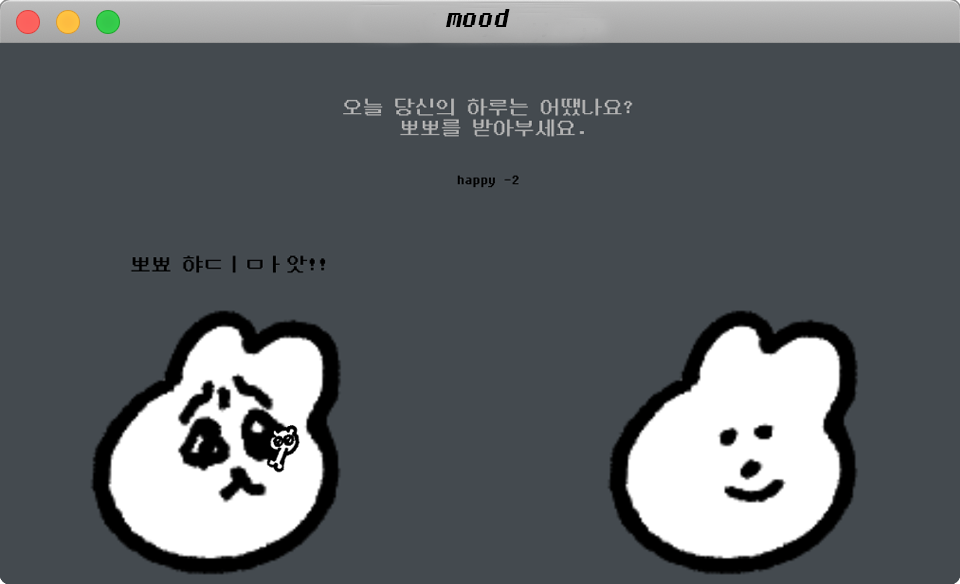 mood
오늘 당신의 하루는 어땠나요?
뽀뽀를 받아부세요.
happy -2
뽀뾰 햐ㄷㅣㅁㅏ앗!!